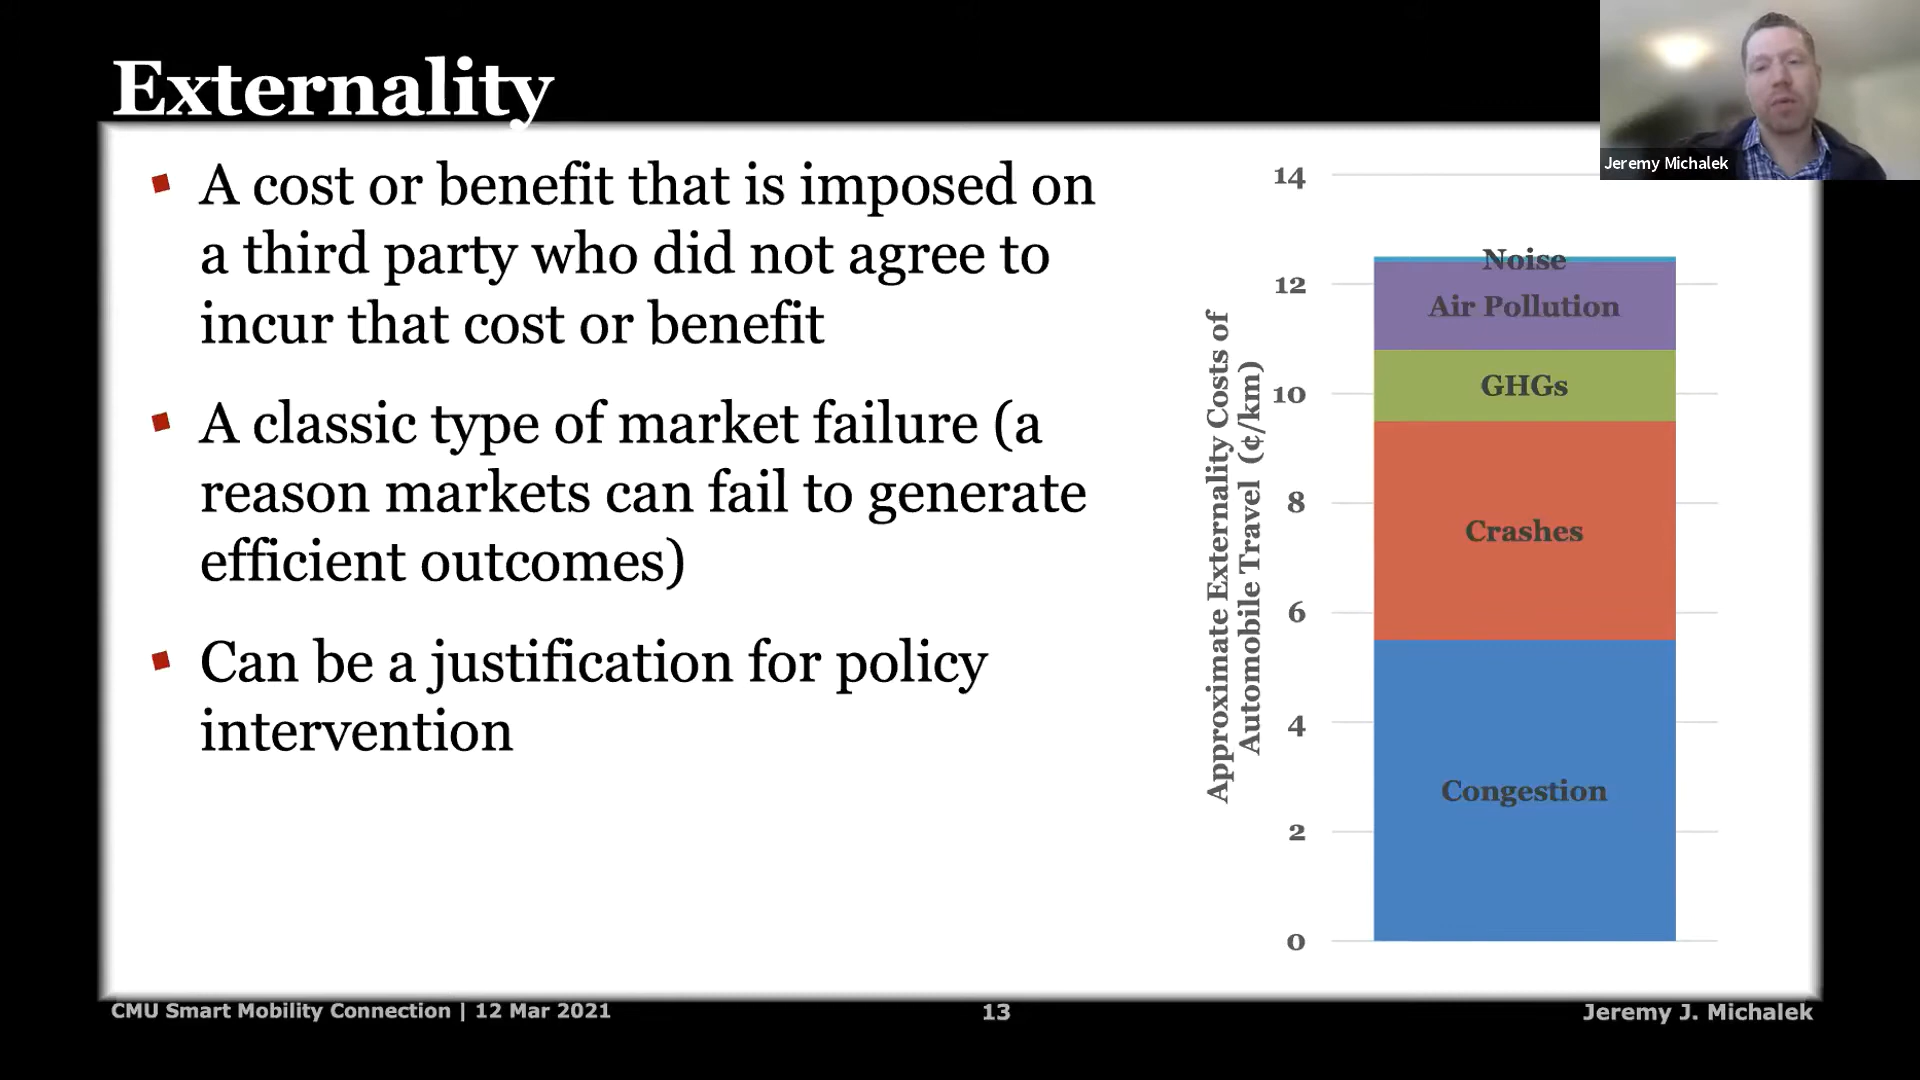 Externality
Jeremy Michalek
A cost or benefit that is imposed on
a third party who did not agree to
incur that cost or benefit
A classic type of market failure (a
reason markets can fail to generate
efficient outcomes)
Can be a justification for policy
intervention
Approximate Externality Costs of
Automobile Travel (¢/km)
14
12
10
8
6
4
2
0
Noise
Air Pollution
GHGs
Crashes
Congestion
CMU Smart Mobility Connection | 12 Mar 2021
13
Jeremy J. Michalek